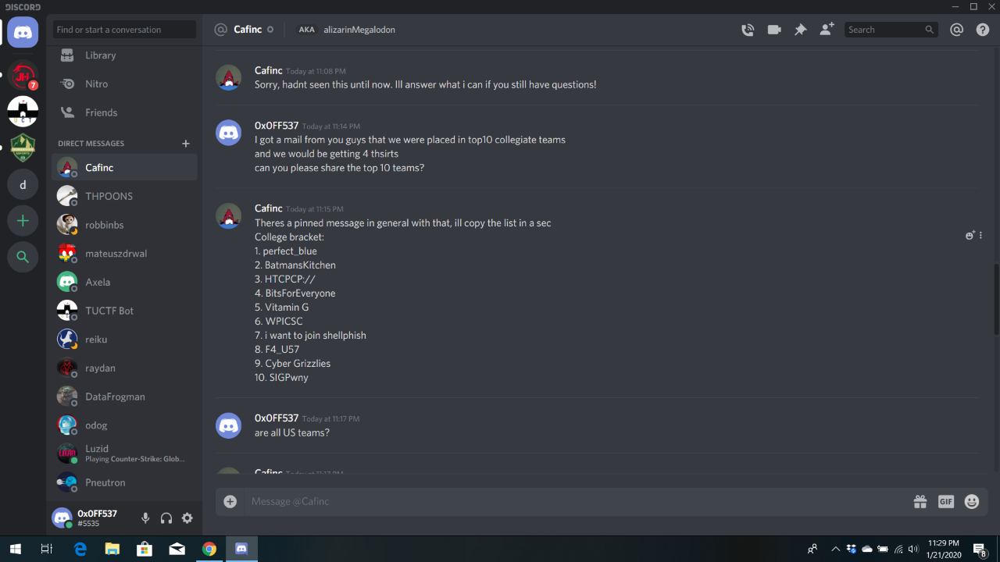 DISCORD
Find or start a conversation
Library
Nitro
Friends
DIRECT MESSAGES
Cafinc
THPOONS
robbinbs
mateuszdrwal
Axela
TUCTF Bot
reiku
raydan
DataFrogman
odog
Luzid
Playing Counter-Strike: Glob...
Pneutron
0x0FF537
#5535
7
UCT
d
@ Cafinc
AKA alizarinMegalodon
Search
Cafinc Today at 11:08 PM
Sorry, hadnt seen this until now. Ill answer what i can if you still have questions!
0x0FF537 Today at 11:14 PM
I got a mail from you guys that we were placed in top10 collegiate teams
and we would be getting 4 thsirts
can you please share the top 10 teams?
Cafinc Today at 11:15 PM
Theres a pinned message in general with that, ill copy the list in a sec
College bracket:
1. perfect_blue
2. BatmansKitchen
3. HTCPCP://
4. BitsForEveryone
5. Vitamin G
6. WPICSC
7. i want to join shellphish
8. F4_U57
9. Cyber Grizzlies
10. SIGPwny
0x0FF537 Today at 11:17 PM
are all US teams?
Cafinc Today at 11:17 PM
Message @Cafinc
GIF
11:29 PM
1/21/2020
8